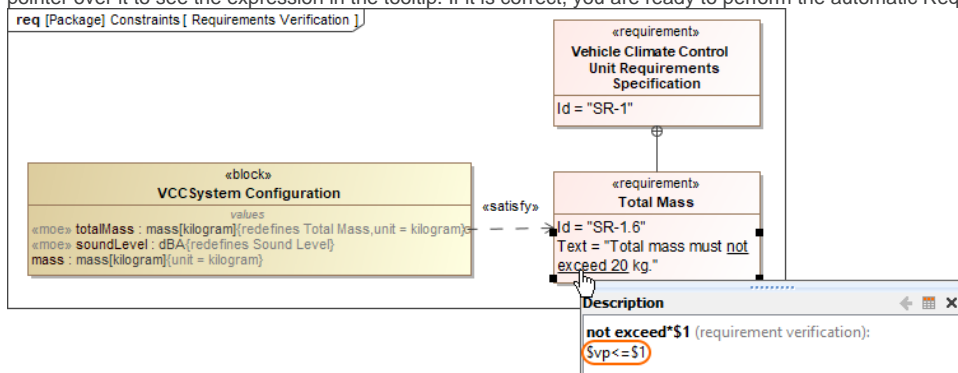 pointer over it to see the expression in the tooltip. If it is correct, you are ready to perform the automatic Req
req [Package] Constraints [ Requirements Verification ]
«requirement»
Vehicle Climate Control
Unit Requirements
Specification
Id = "SR-1"
«block»
VCCSystem Configuration
values
«moe» totalMass : mass[kilogram]{redefines Total Mass,unit = kilogram}
«moe» soundLevel : dBA{redefines Sound Level}
mass : mass[kilogram]{unit = kilogram}
«satisfy»
«requirement»
Total Mass
Id = "SR-1.6"
Text = "Total mass must not
exceed 20 kg."
Description
not exceed*$1 (requirement verification):
$vp<=$1